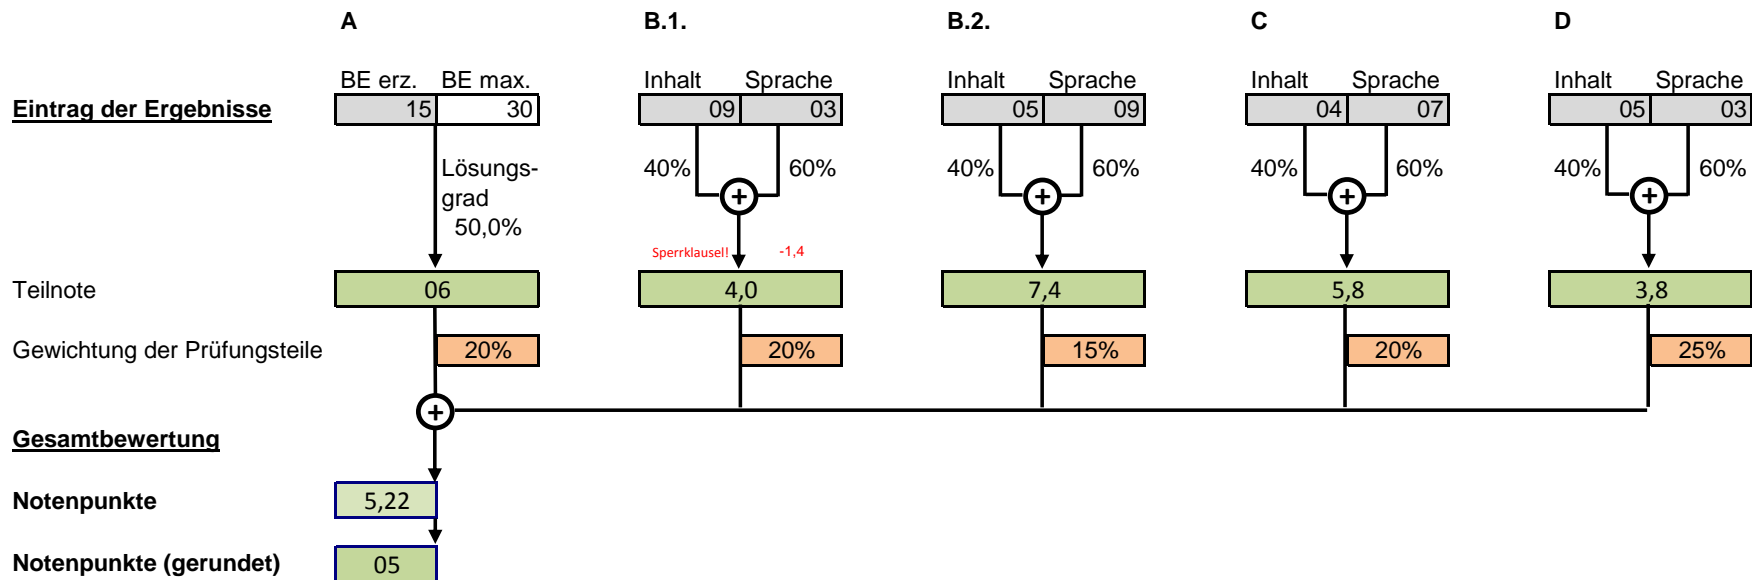 A B.1. B.2. C D
BE erz. BE max. Inhalt Sprache Inhalt Sprache Inhalt Sprache Inhalt Sprache
Eintrag der Ergebnisse 15 30 09 03 05 09 04 07 05 03
Lösungs- 40% 60% 40% 60% 40% 60% 40% 60%
grad + + + +
50,0%
Sperrklausel! -1,4
Teilnote 06 4,0 7,4 5,8 3,8
Gewichtung der Prüfungsteile 20% 20% 15% 20% 25%
+
Gesamtbewertung
Notenpunkte 5,22
Notenpunkte (gerundet) 05